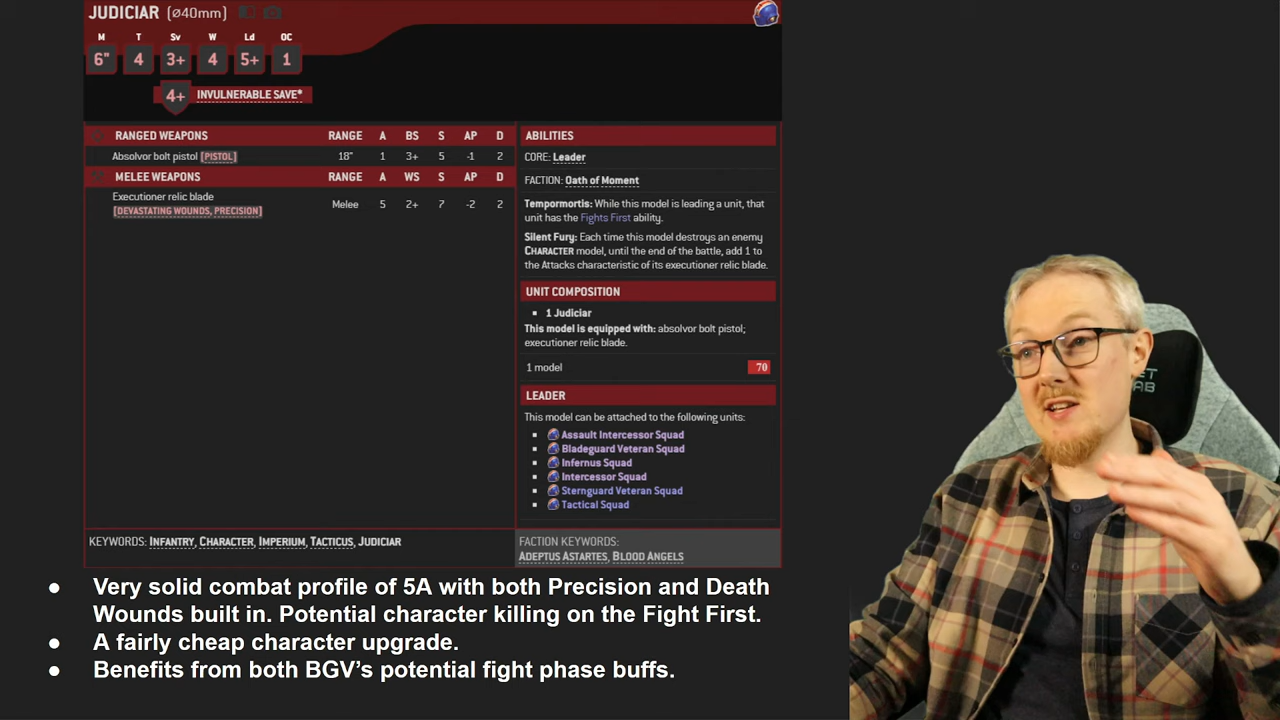 JUDICIAR (⌀40mm)
M T Sv W Ld OC
6" 4 3+ 4 5+ 1
4+ INVULNERABLE SAVE*
RANGED WEAPONS RANGE A BS S AP D
Absolvor bolt pistol [PISTOL] 18" 1 3+ 5 -1 2
MELEE WEAPONS RANGE A WS S AP D
Executioner relic blade
[DEVASTATING WOUNDS, PRECISION] Melee 5 2+ 7 -2 2
ABILITIES
CORE: Leader
FACTION: Oath of Moment
Tempormortis: While this model is leading a unit, that
unit has the Fights First ability.
Silent Fury: Each time this model destroys an enemy
CHARACTER model, until the end of the battle, add 1 to
the Attacks characteristic of its executioner relic blade.
UNIT COMPOSITION
▪ 1 Judiciar
This model is equipped with: absolvor bolt pistol;
executioner relic blade.
1 model 70
LEADER
This model can be attached to the following units:
▪ Assault Intercessor Squad
▪ Bladeguard Veteran Squad
▪ Infernus Squad
▪ Intercessor Squad
▪ Sternguard Veteran Squad
▪ Tactical Squad
KEYWORDS: INFANTRY, CHARACTER, IMPERIUM, TACTICUS, JUDICIAR
FACTION KEYWORDS:
ADEPTUS ASTARTES, BLOOD ANGELS
● Very solid combat profile of 5A with both Precision and Death
Wounds built in. Potential character killing on the Fight First.
● A fairly cheap character upgrade.
● Benefits from both BGV's potential fight phase buffs.